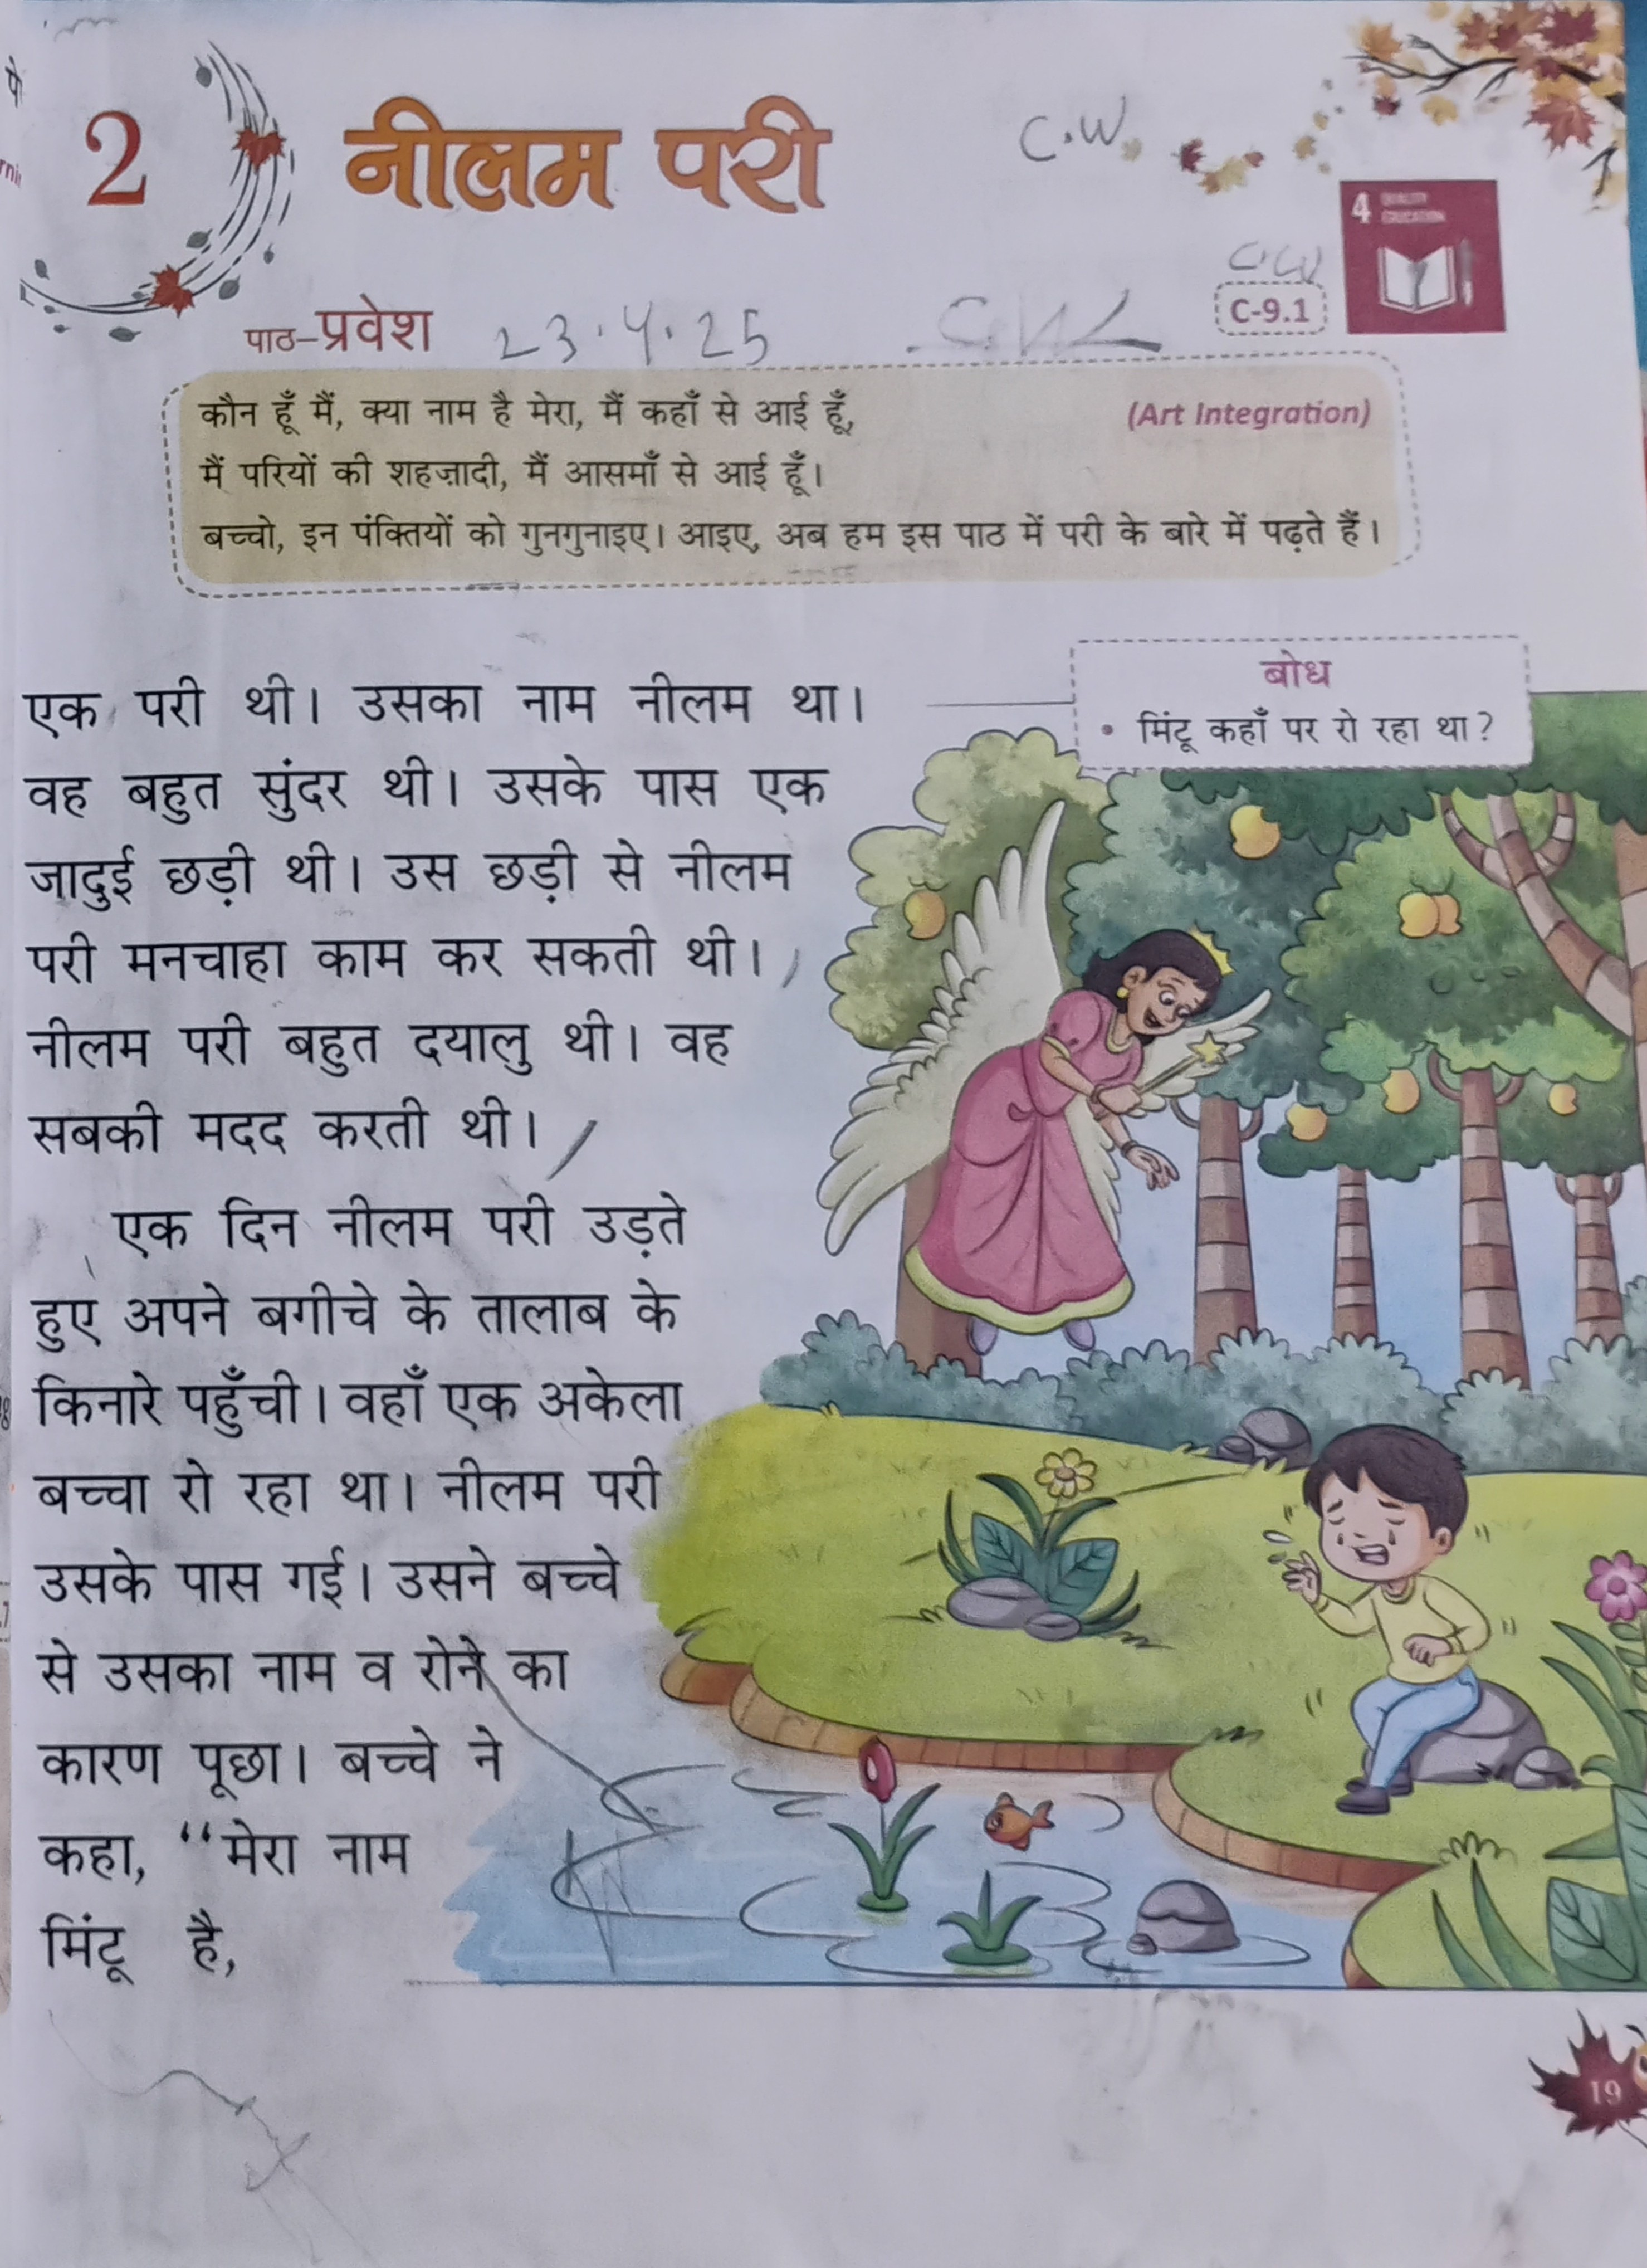 2
नीलम परी
C.W.
4 QUALITY EDUCATION
C.W
C-9.1
पाठ-प्रवेश 23.4.25
कौन हूँ मैं, क्या नाम है मेरा, मैं कहाँ से आई हूँ, (Art Integration)
मैं परियों की शहज़ादी, मैं आसमाँ से आई हूँ।
बच्चो, इन पंक्तियों को गुनगुनाइए। आइए, अब हम इस पाठ में परी के बारे में पढ़ते हैं।
बोध
• मिंटू कहाँ पर रो रहा था?
एक परी थी। उसका नाम नीलम था।
वह बहुत सुंदर थी। उसके पास एक
जादुई छड़ी थी। उस छड़ी से नीलम
परी मनचाहा काम कर सकती थी।
नीलम परी बहुत दयालु थी। वह
सबकी मदद करती थी।
एक दिन नीलम परी उड़ते
हुए अपने बगीचे के तालाब के
किनारे पहुँची। वहाँ एक अकेला
बच्चा रो रहा था। नीलम परी
उसके पास गई। उसने बच्चे
से उसका नाम व रोने का
कारण पूछा। बच्चे ने
कहा, “मेरा नाम
मिंटू है,
19